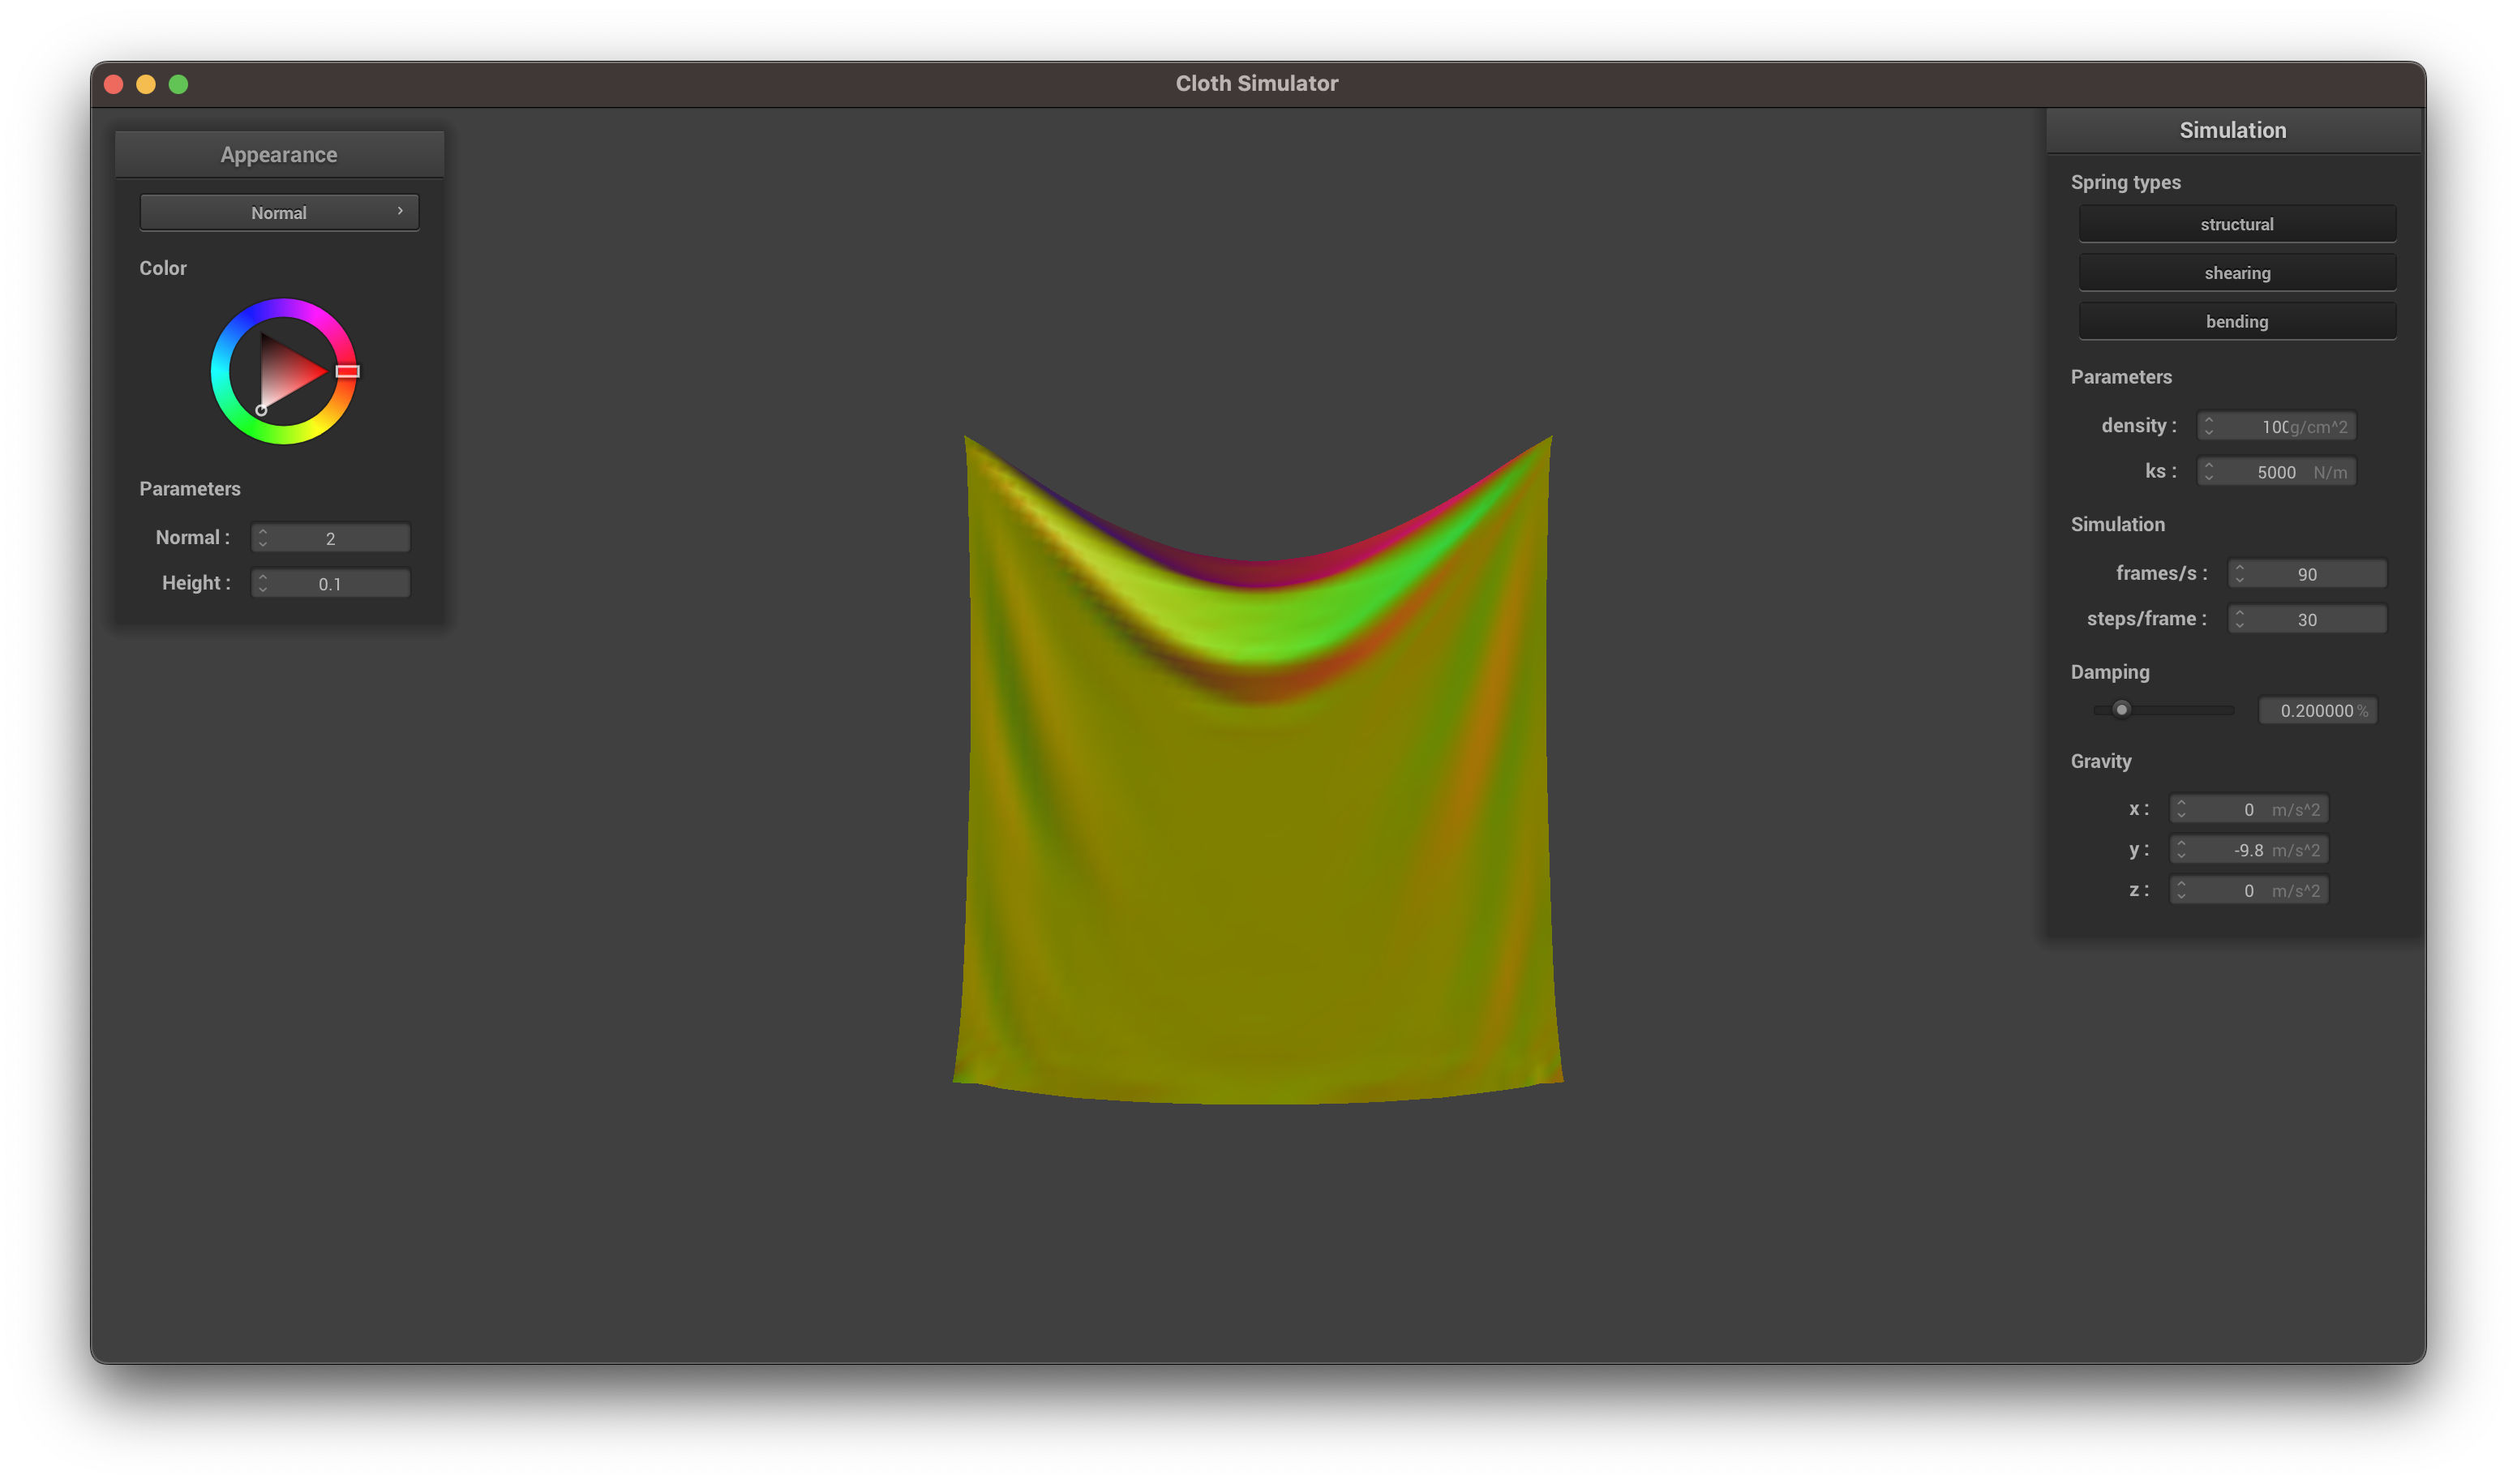 Cloth Simulator
Appearance
Normal
Color
Parameters
Normal : 2
Height : 0.1
Simulation
Spring types
structural
shearing
bending
Parameters
density : 100 g/cm^2
ks : 5000 N/m
Simulation
frames/s : 90
steps/frame : 30
Damping
0.200000 %
Gravity
x : 0 m/s^2
y : -9.8 m/s^2
z : 0 m/s^2